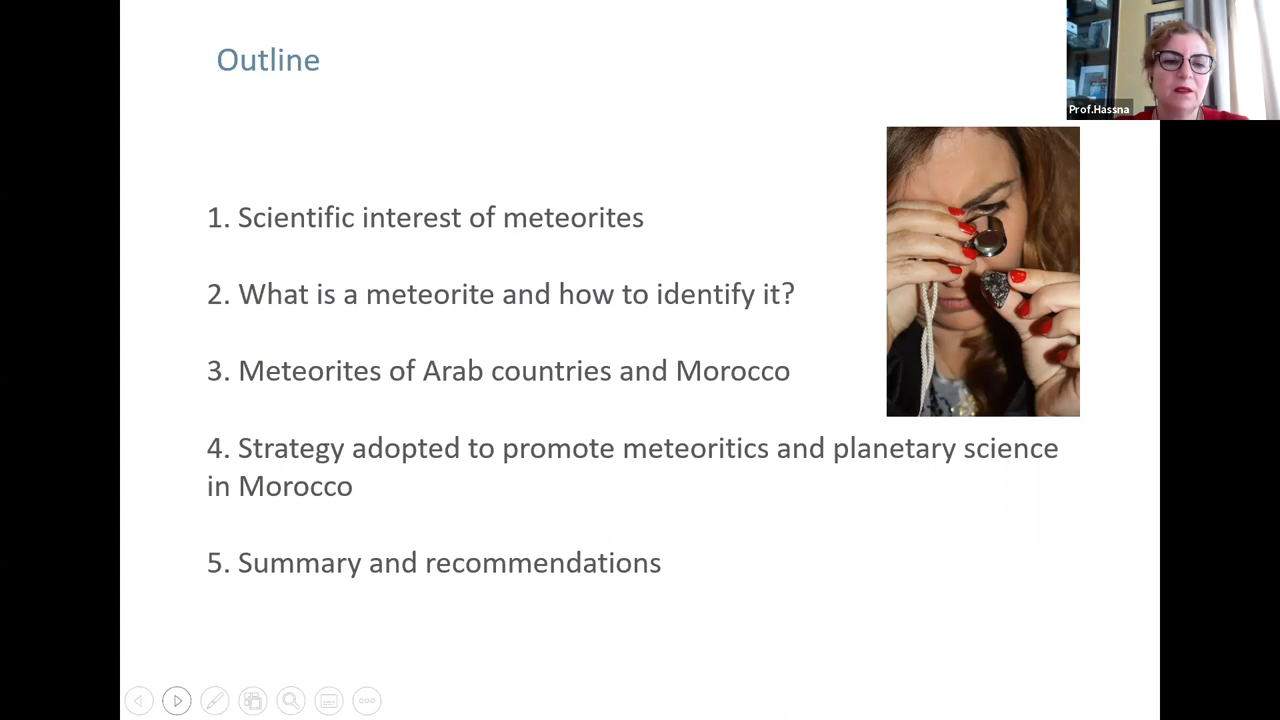 Outline
Prof.Hassna
1. Scientific interest of meteorites
2. What is a meteorite and how to identify it?
3. Meteorites of Arab countries and Morocco
4. Strategy adopted to promote meteoritics and planetary science
in Morocco
5. Summary and recommendations